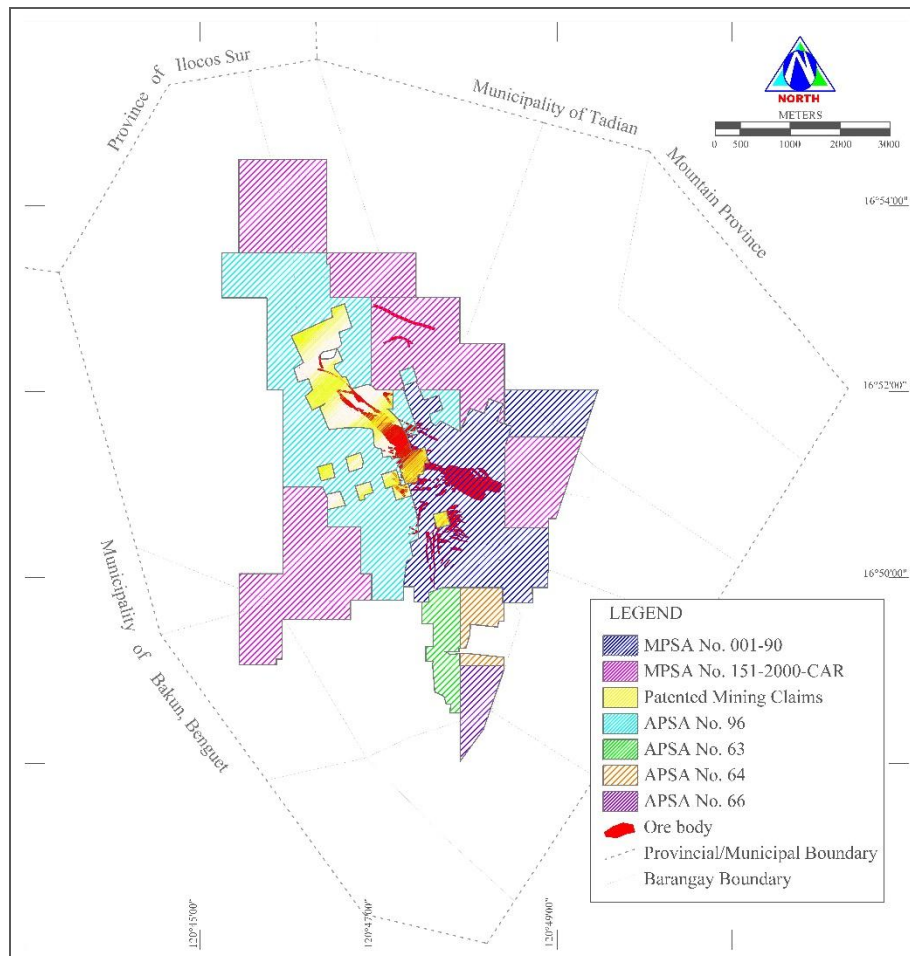 Province of Ilocos Sur
Municipality of Tadian
Mountain Province
NORTH
METERS
0 500 1000 2000 3000
16°54'00"
16°52'00"
16°50'00"
Municipality of Bakun, Benguet
LEGEND
MPSA No. 001-90
MPSA No. 151-2000-CAR
Patented Mining Claims
APSA No. 96
APSA No. 63
APSA No. 64
APSA No. 66
Ore body
Provincial/Municipal Boundary
Barangay Boundary
120°45'00"
120°47'00"
120°49'00"